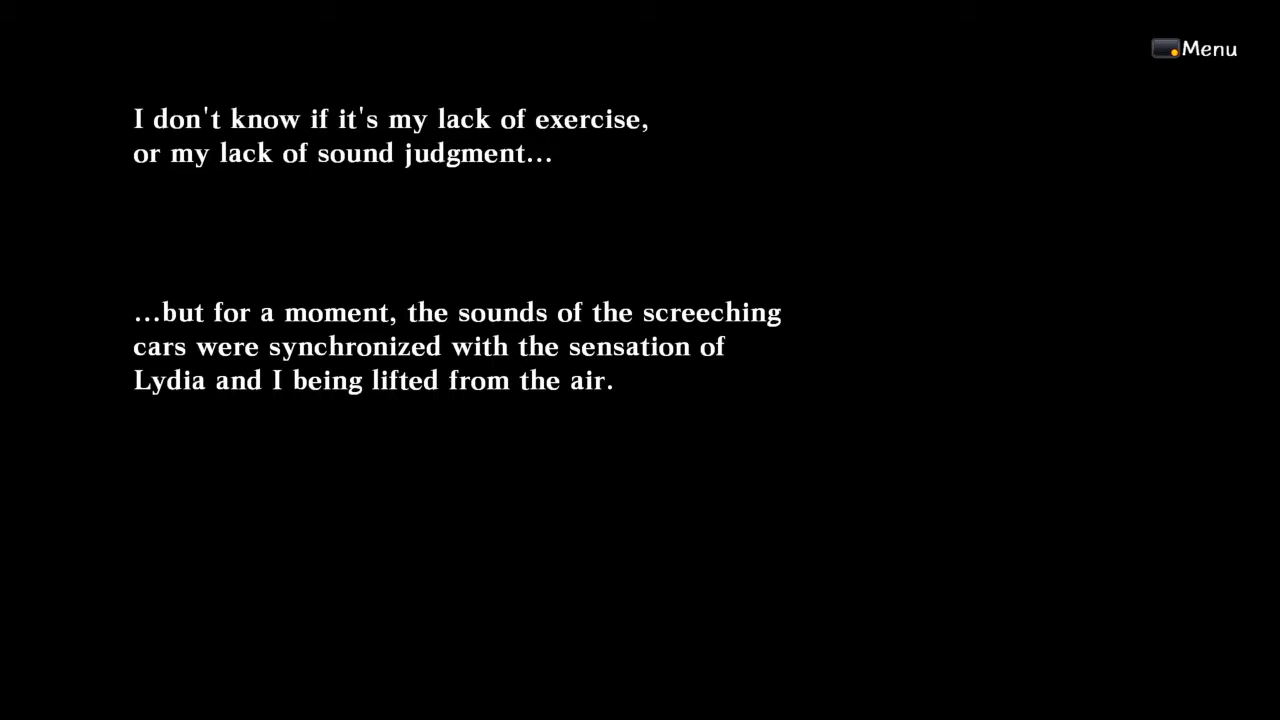 Menu
I don't know if it's my lack of exercise,
or my lack of sound judgment...
...but for a moment, the sounds of the screeching
cars were synchronized with the sensation of
Lydia and I being lifted from the air.